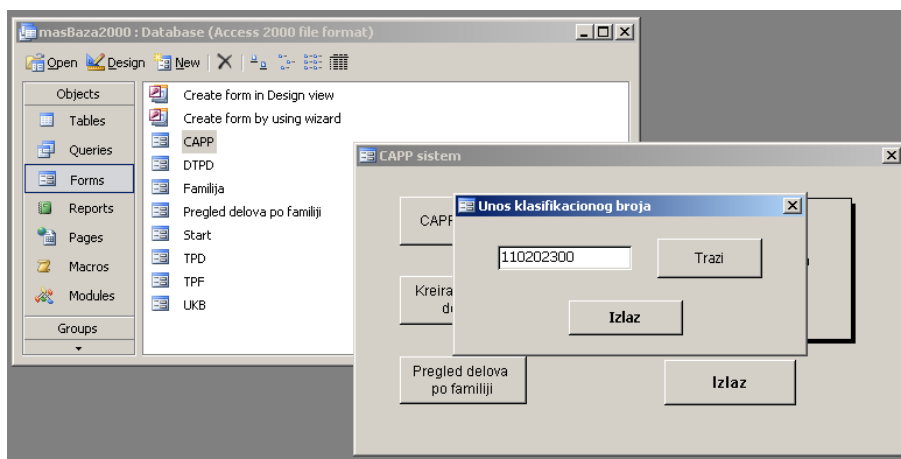 masBaza2000 : Database (Access 2000 file format)
Open Design New
Objects
Tables
Queries
Forms
Reports
Pages
Macros
Modules
Groups
Create form in Design view
Create form by using wizard
CAPP
DTPD
Familija
Pregled delova po familiji
Start
TPD
TPF
UKB
CAPP sistem
CAPP
Kreira
Pregled delova
po familiji
Izlaz
Unos klasifikacionog broja
110202300
Trazi
Izlaz